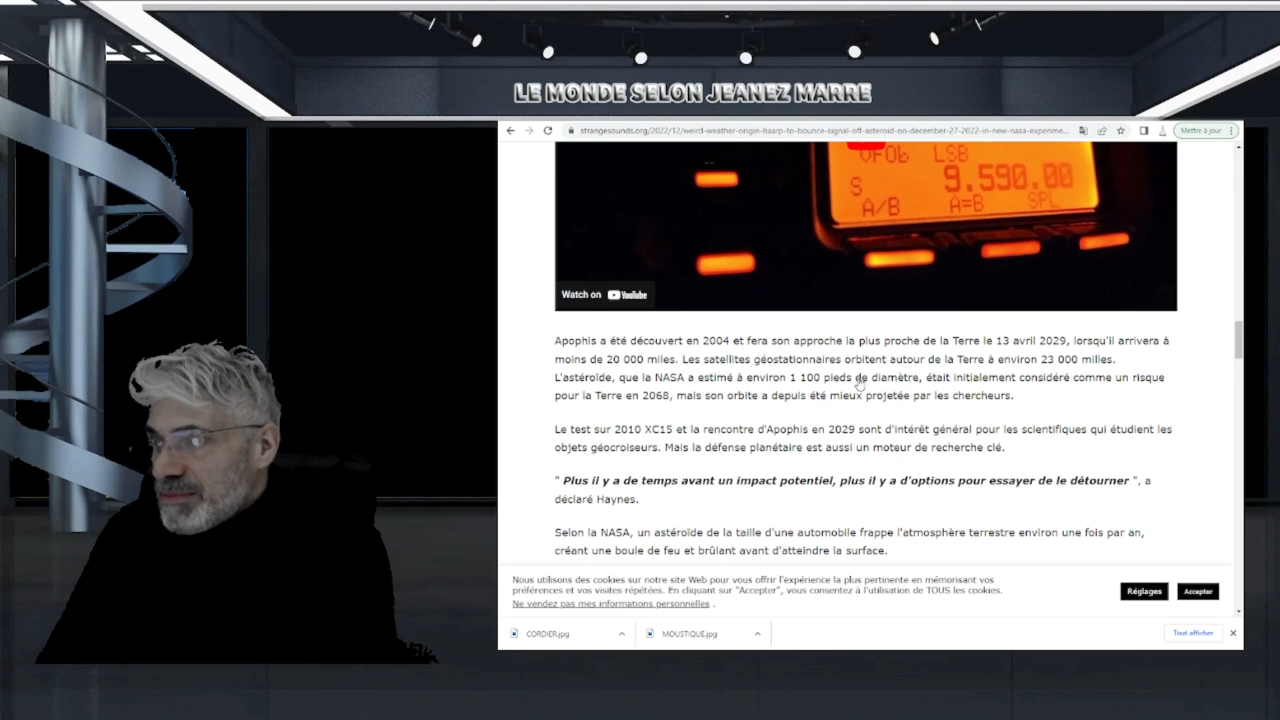 LE MONDE SELON JEANEZ MARRE
strangesounds.org/2022/12/weird-weather-origin-haarp-to-bounce-signal-off-asteroid-on-december-27-2022-in-new-nasa-experime...
Mettre à jour
VFOb LSB
S 9.590.00
A/B A=B SPL
Watch on YouTube
Apophis a été découvert en 2004 et fera son approche la plus proche de la Terre le 13 avril 2029, lorsqu'il arrivera à
moins de 20 000 miles. Les satellites géostationnaires orbitent autour de la Terre à environ 23 000 miles.
L'astéroïde, que la NASA a estimé à environ 1 100 pieds de diamètre, était initialement considéré comme un risque
pour la Terre en 2068, mais son orbite a depuis été mieux projetée par les chercheurs.
Le test sur 2010 XC15 et la rencontre d'Apophis en 2029 sont d'intérêt général pour les scientifiques qui étudient les
objets géocroiseurs. Mais la défense planétaire est aussi un moteur de recherche clé.
" Plus il y a de temps avant un impact potentiel, plus il y a d'options pour essayer de le détourner ", a
déclaré Haynes.
Selon la NASA, un astéroïde de la taille d'une automobile frappe l'atmosphère terrestre environ une fois par an,
créant une boule de feu et brûlant avant d'atteindre la surface.
Nous utilisons des cookies sur notre site Web pour vous offrir l'expérience la plus pertinente en mémorisant vos
préférences et vos visites répétées. En cliquant sur "Accepter", vous consentez à l'utilisation de TOUS les cookies.
Ne vendez pas mes informations personnelles .
Réglages Accepter
CORDIER.jpg MOUSTIQUE.jpg Tout afficher